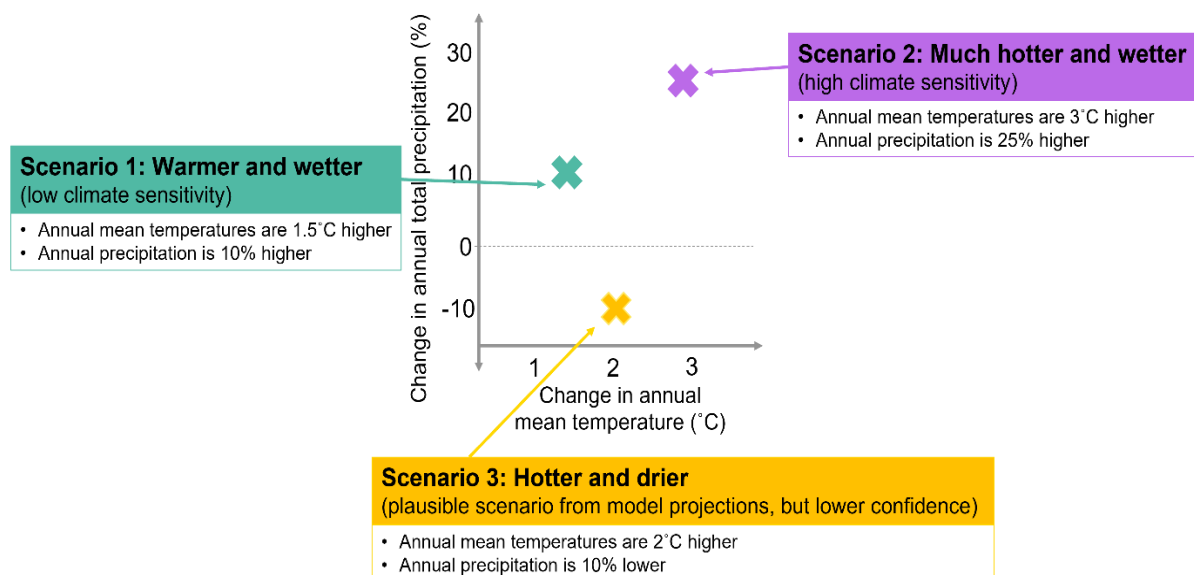 Change in annual total precipitation (%)
30
20
10
0
-10
1 2 3
Change in annual
mean temperature (˚C)
Scenario 1: Warmer and wetter
(low climate sensitivity)
• Annual mean temperatures are 1.5˚C higher
• Annual precipitation is 10% higher
Scenario 2: Much hotter and wetter
(high climate sensitivity)
• Annual mean temperatures are 3˚C higher
• Annual precipitation is 25% higher
Scenario 3: Hotter and drier
(plausible scenario from model projections, but lower confidence)
• Annual mean temperatures are 2˚C higher
• Annual precipitation is 10% lower